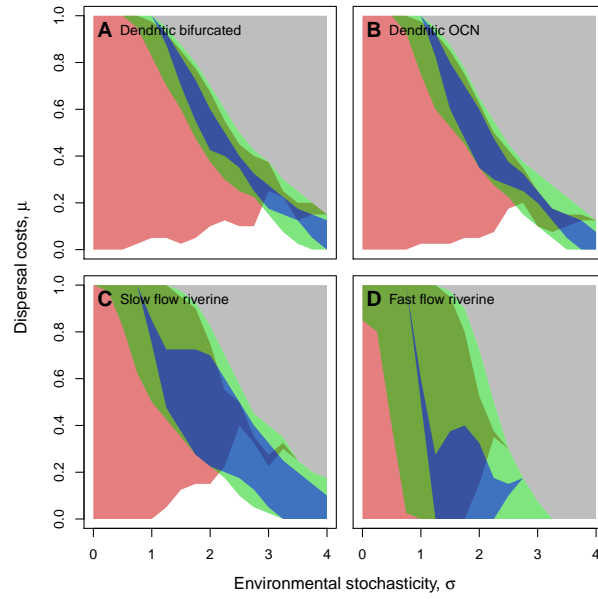 A Dendritic bifurcated
B Dendritic OCN
0.0 0.2 0.4 0.6 0.8 1.0
C Slow flow riverine
D Fast flow riverine
0.0 0.2 0.4 0.6 0.8 1.0
0 1 2 3 4
0 1 2 3 4
Dispersal costs, μ
Environmental stochasticity, σ